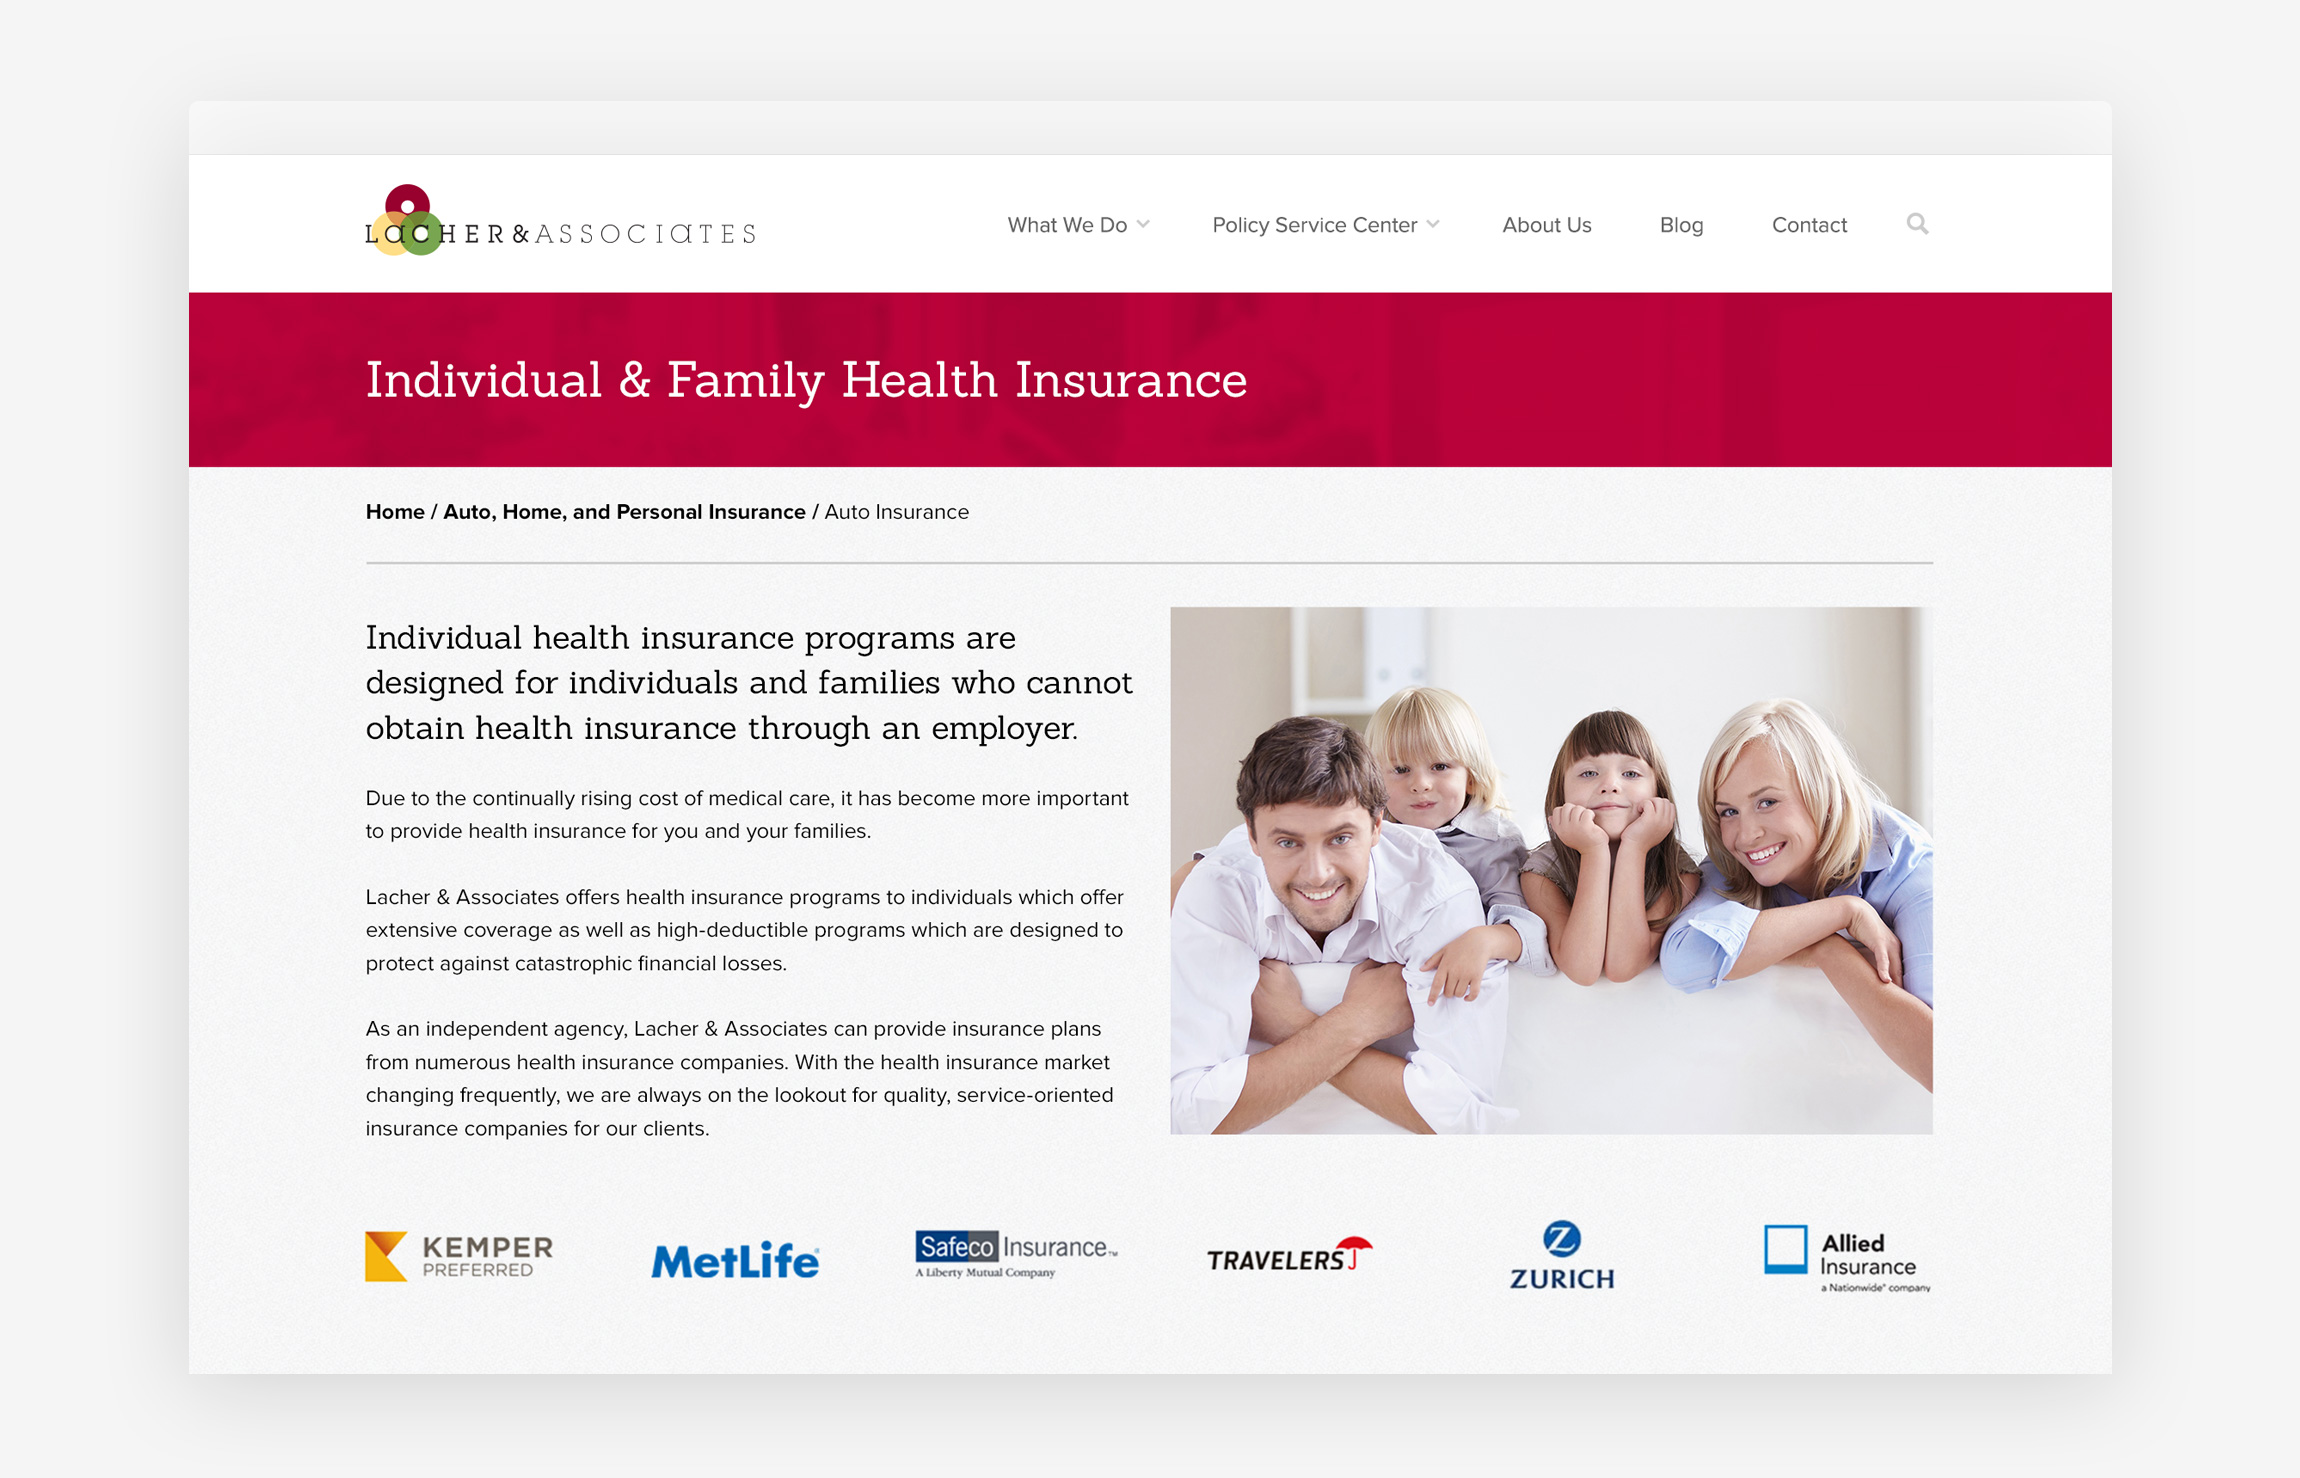 LACHER&ASSOCIATES
What We Do
Policy Service Center
About Us
Blog
Contact
Individual & Family Health Insurance
Home / Auto, Home, and Personal Insurance / Auto Insurance
Individual health insurance programs are
designed for individuals and families who cannot
obtain health insurance through an employer.
Due to the continually rising cost of medical care, it has become more important
to provide health insurance for you and your families.
Lacher & Associates offers health insurance programs to individuals which offer
extensive coverage as well as high-deductible programs which are designed to
protect against catastrophic financial losses.
As an independent agency, Lacher & Associates can provide insurance plans
from numerous health insurance companies. With the health insurance market
changing frequently, we are always on the lookout for quality, service-oriented
insurance companies for our clients.
KEMPER
PREFERRED
MetLife®
Safeco Insurance™
A Liberty Mutual Company
TRAVELERS
Z
ZURICH
Allied
Insurance
a Nationwide® company